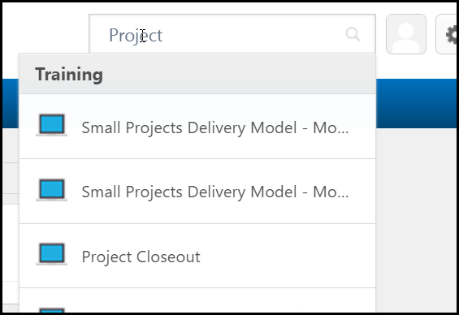 Project
Training
Small Projects Delivery Model - Mo...
Small Projects Delivery Model - Mo...
Project Closeout